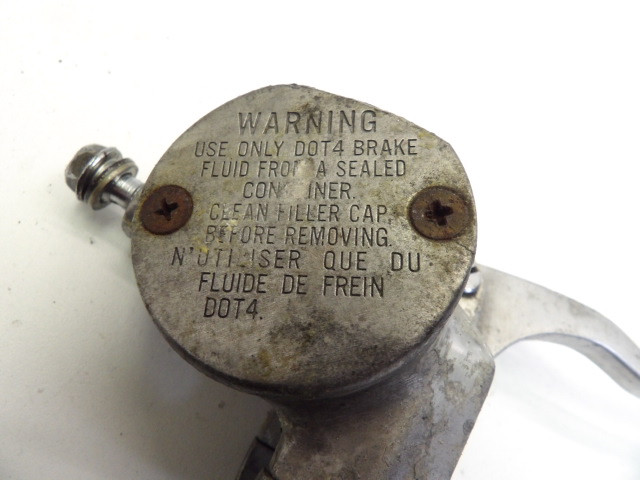 WARNING
USE ONLY DOT4 BRAKE
FLUID FROM A SEALED
CONTAINER.
CLEAN FILLER CAP,
BEFORE REMOVING.
N'UTILISER QUE DU
FLUIDE DE FREIN
DOT4.